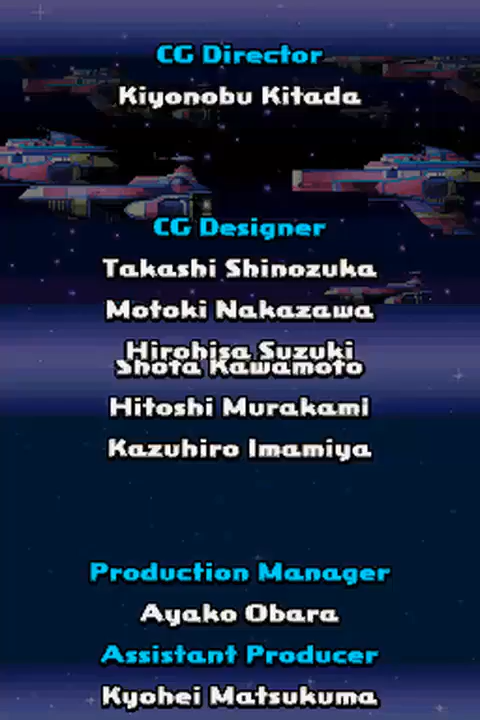 CG Director
Kiyonobu Kitada
CG Designer
Takashi Shinozuka
Motoki Nakazawa
Hirohisa Suzuki
Shota Kawamoto
Hitoshi Murakami
Kazuhiro Imamiya
Production Manager
Ayako Obara
Assistant Producer
Kyohei Matsukuma